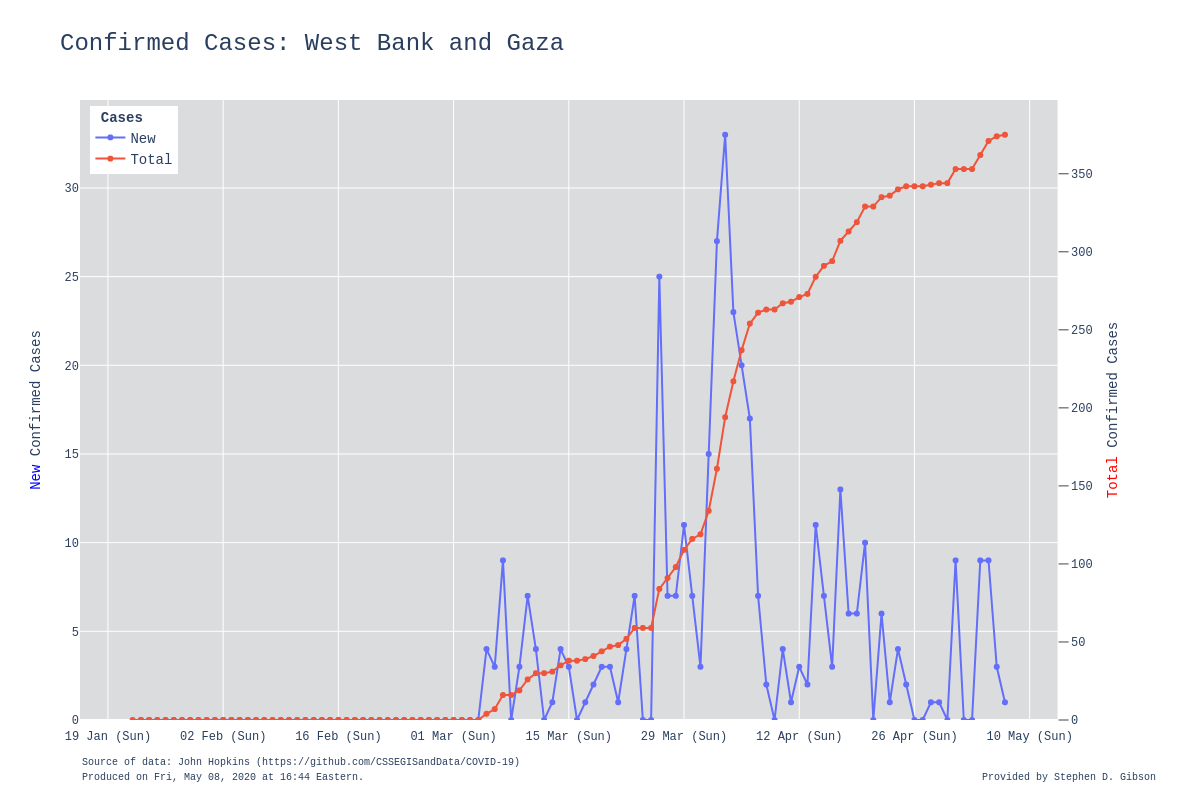 Confirmed Cases: West Bank and Gaza
Cases
New
Total
30
25
20
15
10
5
0
350
300
250
200
150
100
50
0
New Confirmed Cases
Total Confirmed Cases
19 Jan (Sun) 02 Feb (Sun) 16 Feb (Sun) 01 Mar (Sun) 15 Mar (Sun) 29 Mar (Sun) 12 Apr (Sun) 26 Apr (Sun) 10 May (Sun)
Source of data: John Hopkins (https://github.com/CSSEGISandData/COVID-19)
Produced on Fri, May 08, 2020 at 16:44 Eastern.
Provided by Stephen D. Gibson